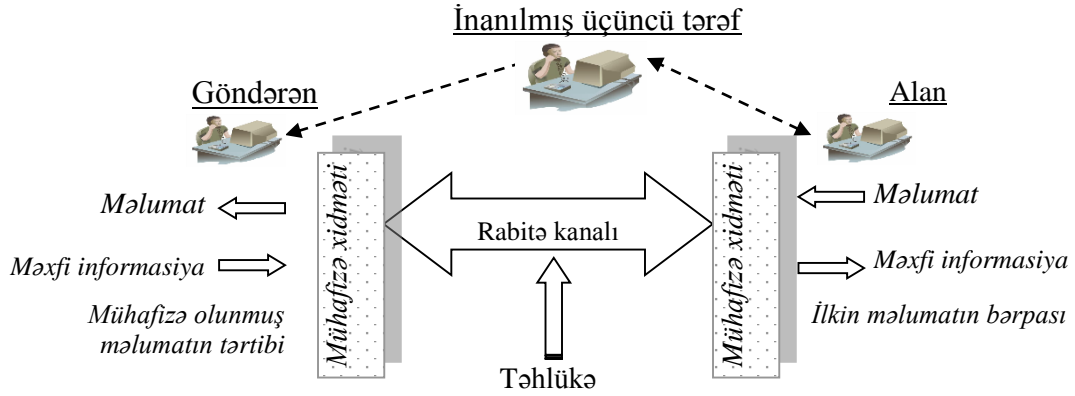 İnanılmış üçüncü tərəf
Göndərən
Alan
Məlumat
Mühafizə xidməti
Rabitə kanalı
Mühafizə xidməti
Məlumat
Məxfi informasiya
Məxfi informasiya
Mühafizə olunmuş
məlumatın tərtibi
İlkin məlumatın bərpası
Təhlükə